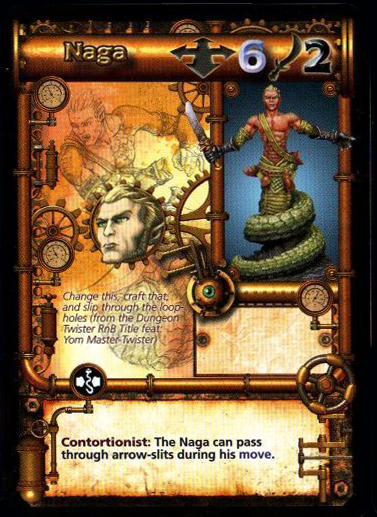 Naga 6 2
Change this, craft that,
and slip through the loop-
holes (from the Dungeon
Twister RnB Title feat.
Yom Master-Twister)
Contortionist: The Naga can pass
through arrow-slits during his move.